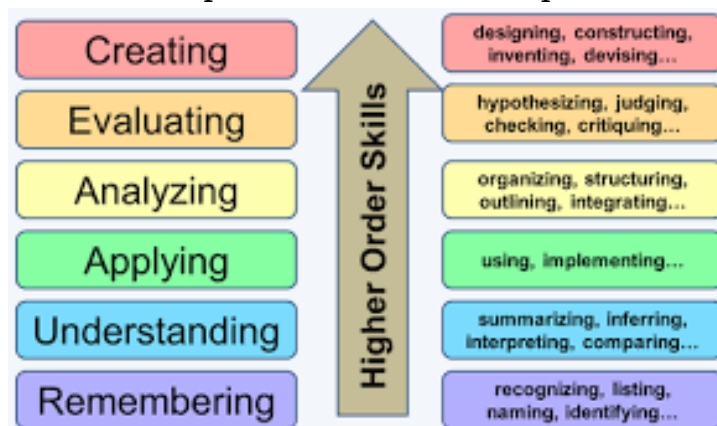 Creating
designing, constructing,
inventing, devising...
Evaluating
hypothesizing, judging,
checking, critiquing...
Analyzing
organizing, structuring,
outlining, integrating...
Applying
using, implementing...
Understanding
summarizing, inferring,
interpreting, comparing...
Remembering
recognizing, listing,
naming, identifying...
Higher Order Skills